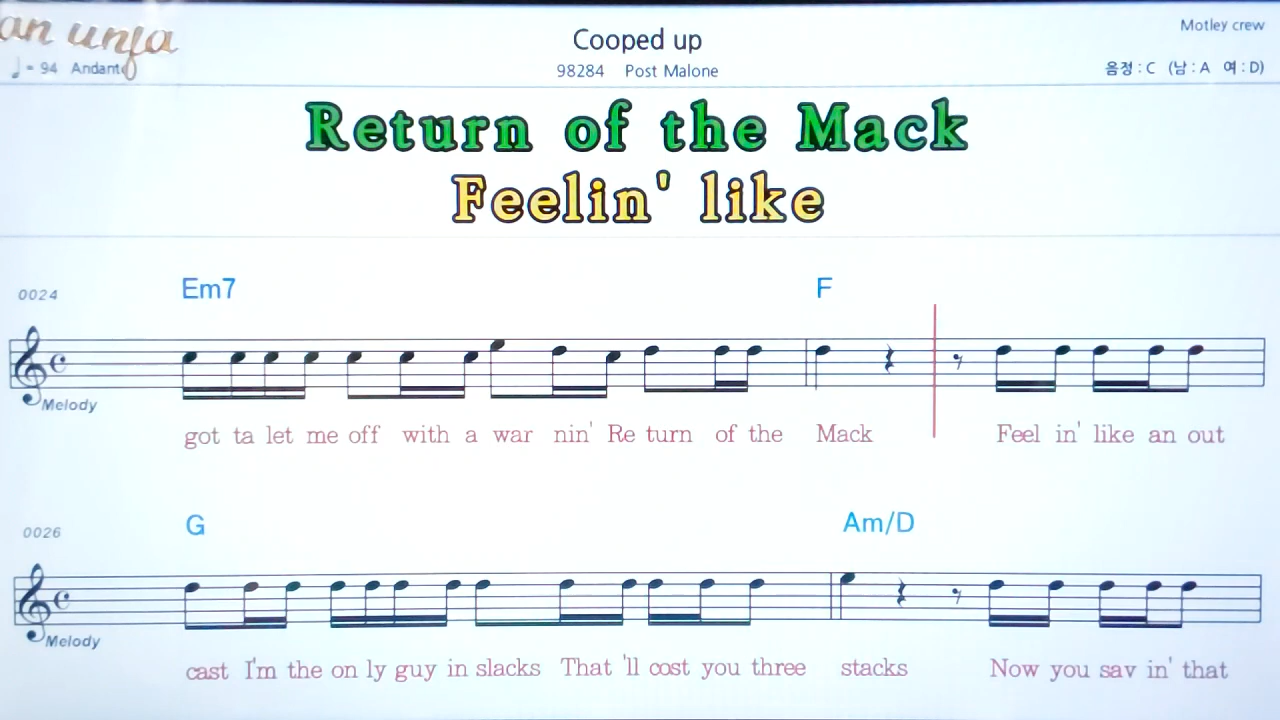 an unja
Cooped up
Motley crew
♩ = 94 Andante
98284 Post Malone
음정 : C (남 : A 여 : D)
Return of the Mack
Feelin' like
0024
Em7 F
Melody
got ta let me off with a war nin' Re turn of the Mack Feel in' like an out
0026
G Am/D
Melody
cast I'm the on ly guy in slacks That 'll cost you three stacks Now you sav in' that